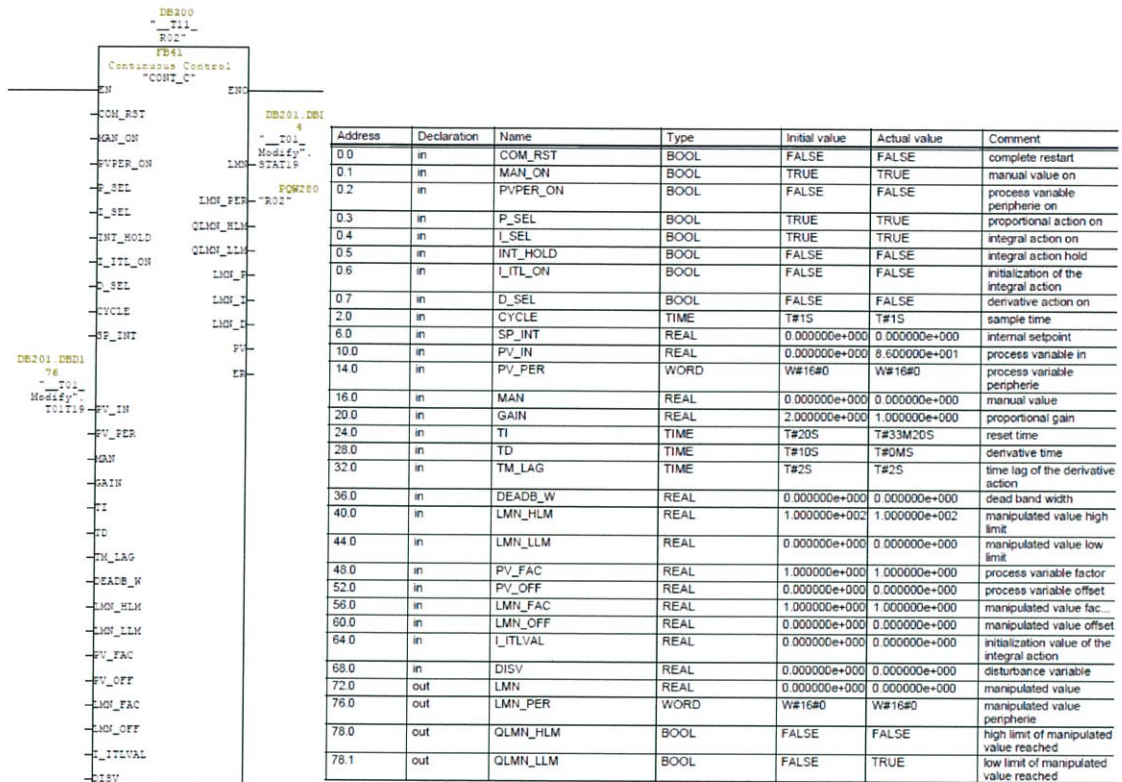 DB200
"__T11_
R02"
FB41
Continuous Control
"CONT_C"
EN ENO
COM_RST
MAN_ON
PVPER_ON
P_SEL
I_SEL
INT_HOLD
I_ITL_ON
D_SEL
CYCLE
SP_INT
DB201.DBD1
76
"__T01_
Modify".
T01T19
PV_IN
PV_PER
MAN
GAIN
TI
TD
TM_LAG
DEADB_W
LMN_HLM
LMN_LLM
PV_FAC
PV_OFF
LMN_FAC
LMN_OFF
I_ITLVAL
DISV
DB201.DBD
4
"__T01_
Modify".
LMN STAT19
PQW280
LMN_PER "R02"
QLMN_HLM
QLMN_LLM
LMN_P
LMN_I
LMN_D
PV
ER
Address Declaration Name Type Initial value Actual value Comment
0.0 in COM_RST BOOL FALSE FALSE complete restart
0.1 in MAN_ON BOOL TRUE TRUE manual value on
0.2 in PVPER_ON BOOL FALSE FALSE process variable
peripherie on
0.3 in P_SEL BOOL TRUE TRUE proportional action on
0.4 in I_SEL BOOL TRUE TRUE integral action on
0.5 in INT_HOLD BOOL FALSE FALSE integral action hold
0.6 in I_ITL_ON BOOL FALSE FALSE initialization of the
integral action
0.7 in D_SEL BOOL FALSE FALSE derivative action on
2.0 in CYCLE TIME T#1S T#1S sample time
6.0 in SP_INT REAL 0.000000e+000 0.000000e+000 internal setpoint
10.0 in PV_IN REAL 0.000000e+000 8.600000e+001 process variable in
14.0 in PV_PER WORD W#16#0 W#16#0 process variable
peripherie
16.0 in MAN REAL 0.000000e+000 0.000000e+000 manual value
20.0 in GAIN REAL 2.000000e+000 1.000000e+000 proportional gain
24.0 in TI TIME T#20S T#33M20S reset time
28.0 in TD TIME T#10S T#0MS derivative time
32.0 in TM_LAG TIME T#2S T#2S time lag of the derivative
action
36.0 in DEADB_W REAL 0.000000e+000 0.000000e+000 dead band width
40.0 in LMN_HLM REAL 1.000000e+002 1.000000e+002 manipulated value high
limit
44.0 in LMN_LLM REAL 0.000000e+000 0.000000e+000 manipulated value low
limit
48.0 in PV_FAC REAL 1.000000e+000 1.000000e+000 process variable factor
52.0 in PV_OFF REAL 0.000000e+000 0.000000e+000 process variable offset
56.0 in LMN_FAC REAL 1.000000e+000 1.000000e+000 manipulated value fac...
60.0 in LMN_OFF REAL 0.000000e+000 0.000000e+000 manipulated value offset
64.0 in I_ITLVAL REAL 0.000000e+000 0.000000e+000 initialization value of the
integral action
68.0 in DISV REAL 0.000000e+000 0.000000e+000 disturbance variable
72.0 out LMN REAL 0.000000e+000 0.000000e+000 manipulated value
76.0 out LMN_PER WORD W#16#0 W#16#0 manipulated value
peripherie
78.0 out QLMN_HLM BOOL FALSE FALSE high limit of manipulated
value reached
78.1 out QLMN_LLM BOOL FALSE TRUE low limit of manipulated
value reached